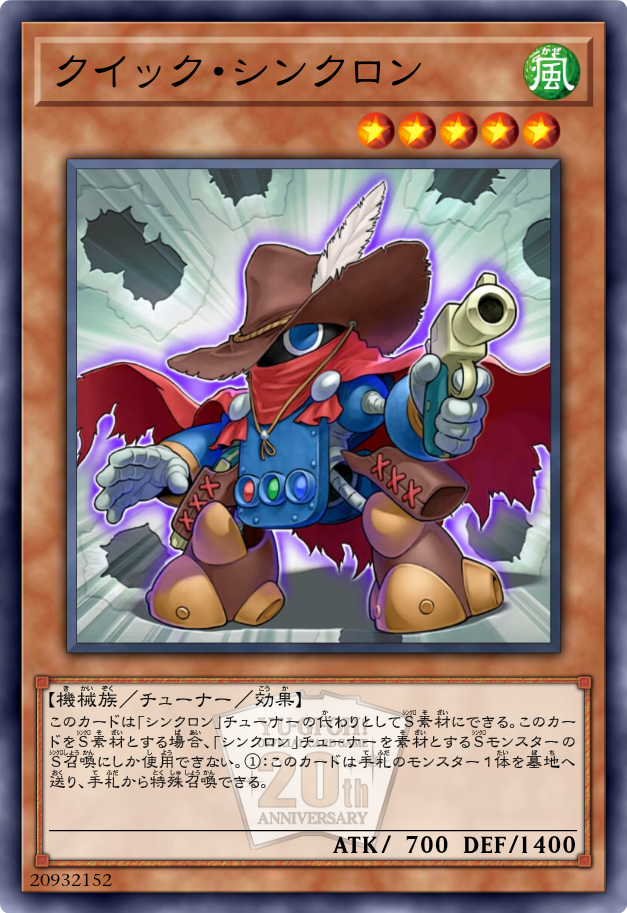 クイック・シンクロン
風
【機械族／チューナー／効果】
このカードは「シンクロン」チューナーの代わりとしてS素材にできる。このカー
ドをS素材とする場合、「シンクロン」チューナーを素材とするSモンスターの
S召喚にしか使用できない。①：このカードは手札のモンスター１体を墓地へ
送り、手札から特殊召喚できる。
YU-GI-OH!
20th
ANNIVERSARY
ATK/ 700 DEF/1400
20932152